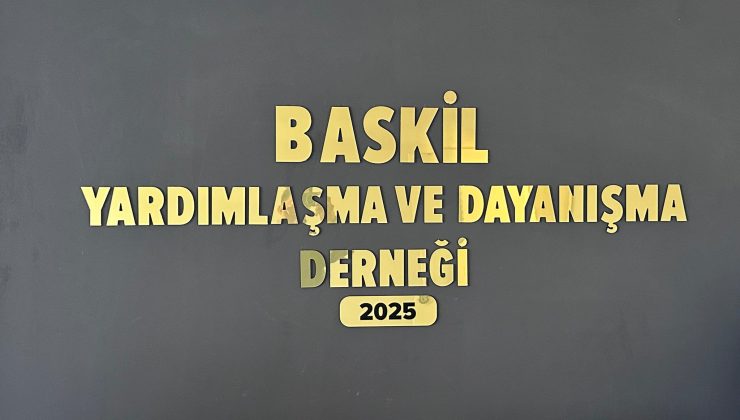 BASKİL
YARDIMLAŞMA VE DAYANIŞMA
DERNEĞİ
2025